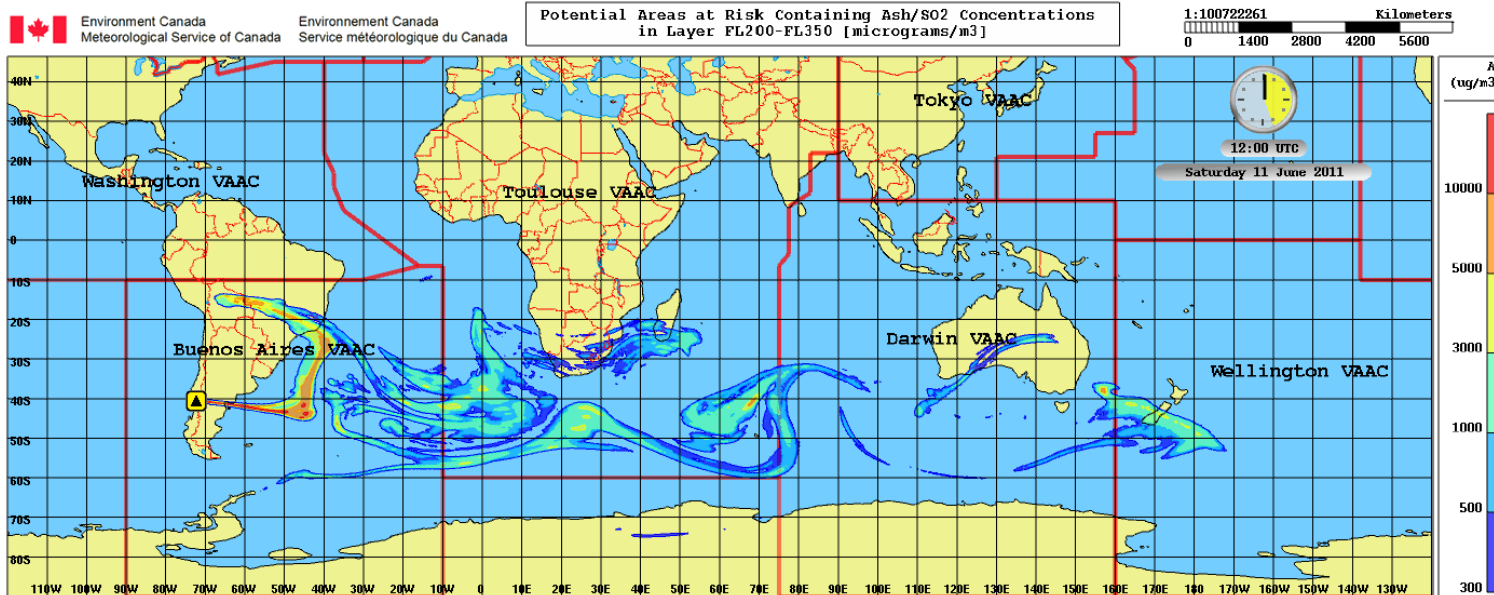 Environment Canada
Meteorological Service of Canada
Environnement Canada
Service météorologique du Canada
Potential Areas at Risk Containing Ash/SO2 Concentrations
in Layer FL200-FL350 [micrograms/m3]
1:100722261 Kilometers
0 1400 2800 4200 5600
A
(ug/m3
40N
30N
20N
10N
0
10S
20S
30S
40S
50S
60S
70S
80S
Tokyo VAAC
Washington VAAC
Toulouse VAAC
Buenos Aires VAAC
Darwin VAAC
Wellington VAAC
12:00 UTC
Saturday 11 June 2011
10000
5000
3000
1000
500
300
110W 100W 90W 80W 70W 60W 50W 40W 30W 20W 10W 0 10E 20E 30E 40E 50E 60E 70E 80E 90E 100E 110E 120E 130E 140E 150E 160E 170E 180E 170W 160W 150W 140W 130W